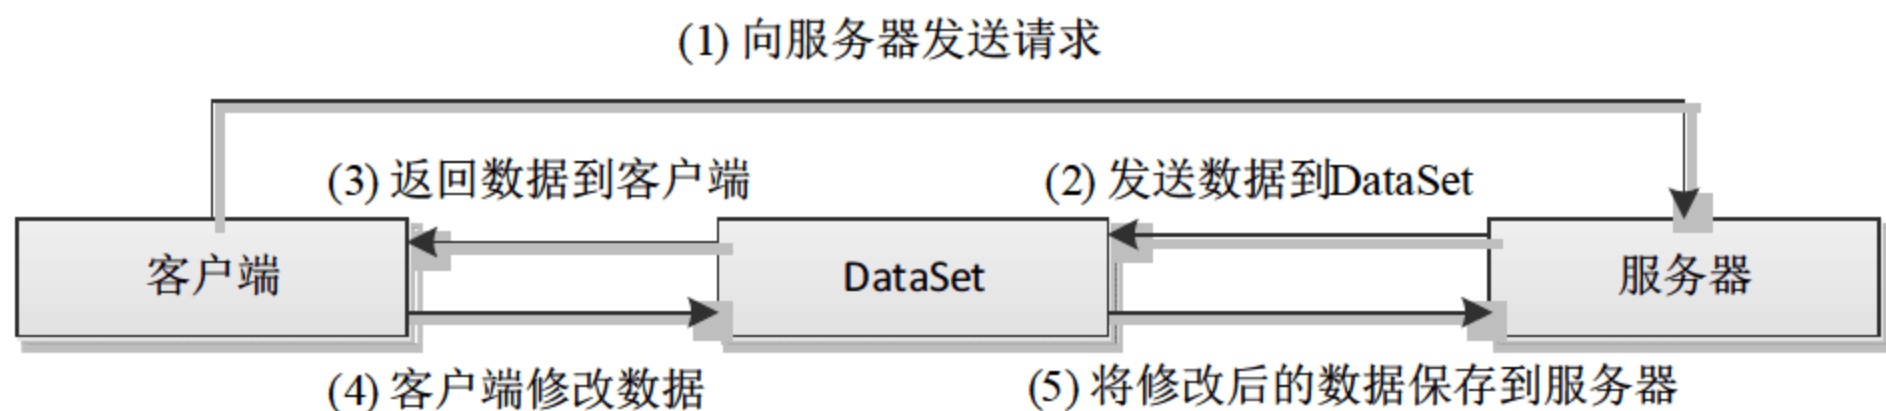 (1) 向服务器发送请求
(3) 返回数据到客户端
(2) 发送数据到DataSet
客户端
DataSet
服务器
(4) 客户端修改数据
(5) 将修改后的数据保存到服务器